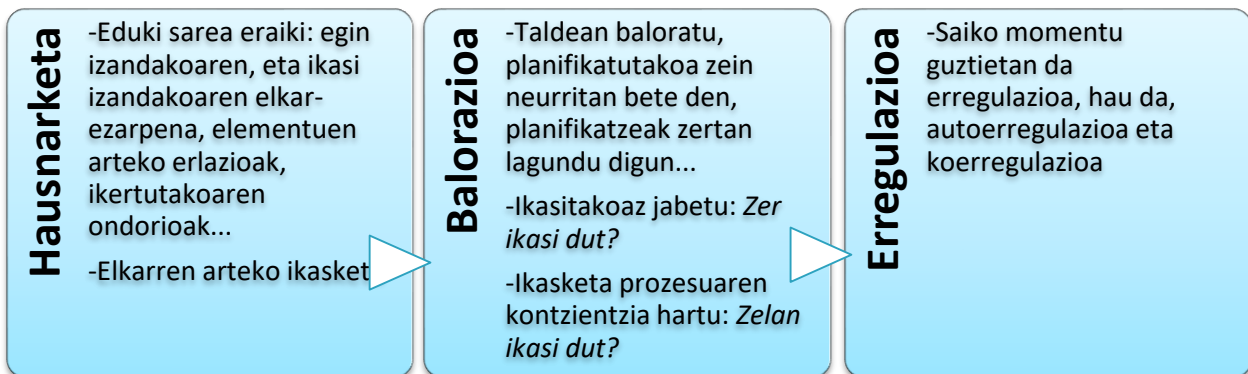 Hausnarketa
-Eduki sarea eraiki: egin
izandakoaren, eta ikasi
izandakoaren elkar-
ezarpena, elementuen
arteko erlazioak,
ikertutakoaren
ondorioak...
-Elkarren arteko ikasket
Balorazioa
-Taldean baloratu,
planifikatutakoa zein
neurritan bete den,
planifikatzeak zertan
lagundu digun...
-Ikasitakoaz jabetu: Zer
ikasi dut?
-Ikasketa prozesuaren
kontzientzia hartu: Zelan
ikasi dut?
Erregulazioa
-Saiko momentu
guztietan da
erregulazioa, hau da,
autoerregulazioa eta
koerregulazioa